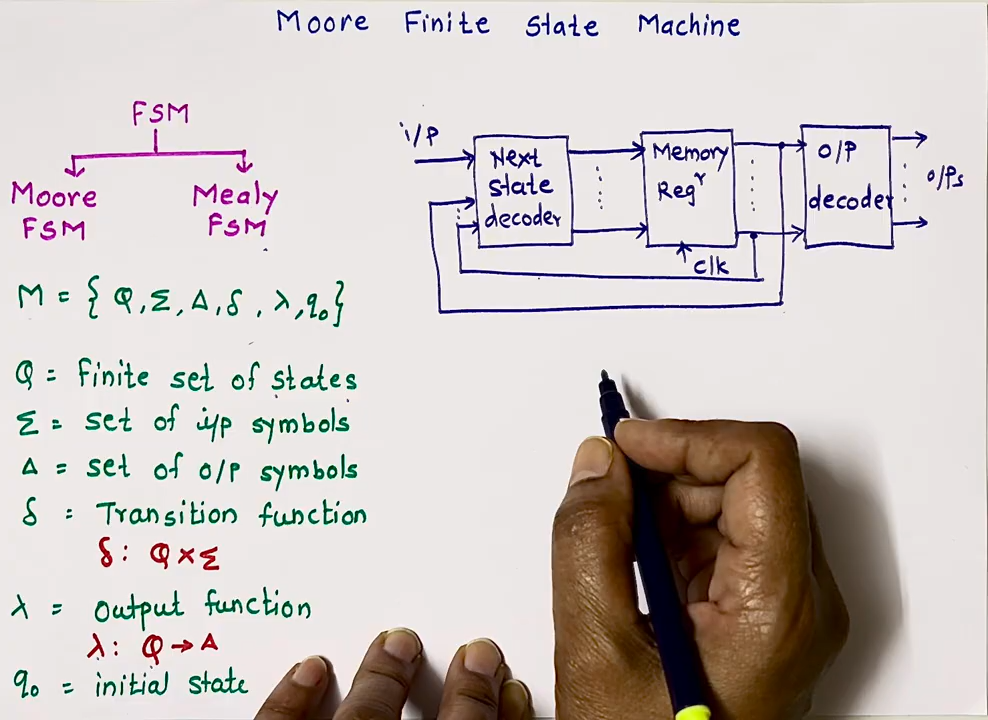 Moore Finite State Machine
FSM
Moore FSM
Mealy FSM
M = { Q, Σ, Δ, δ, λ, q₀ }
Q = Finite set of states
Σ = set of i/p symbols
Δ = set of o/p symbols
δ = Transition function
δ: Q × Σ
λ = output function
λ: Q → Δ
q₀ = initial state
i/p
Next
state
decoder
Memory
Regʳ
clk
O/P
decoder
o/ps